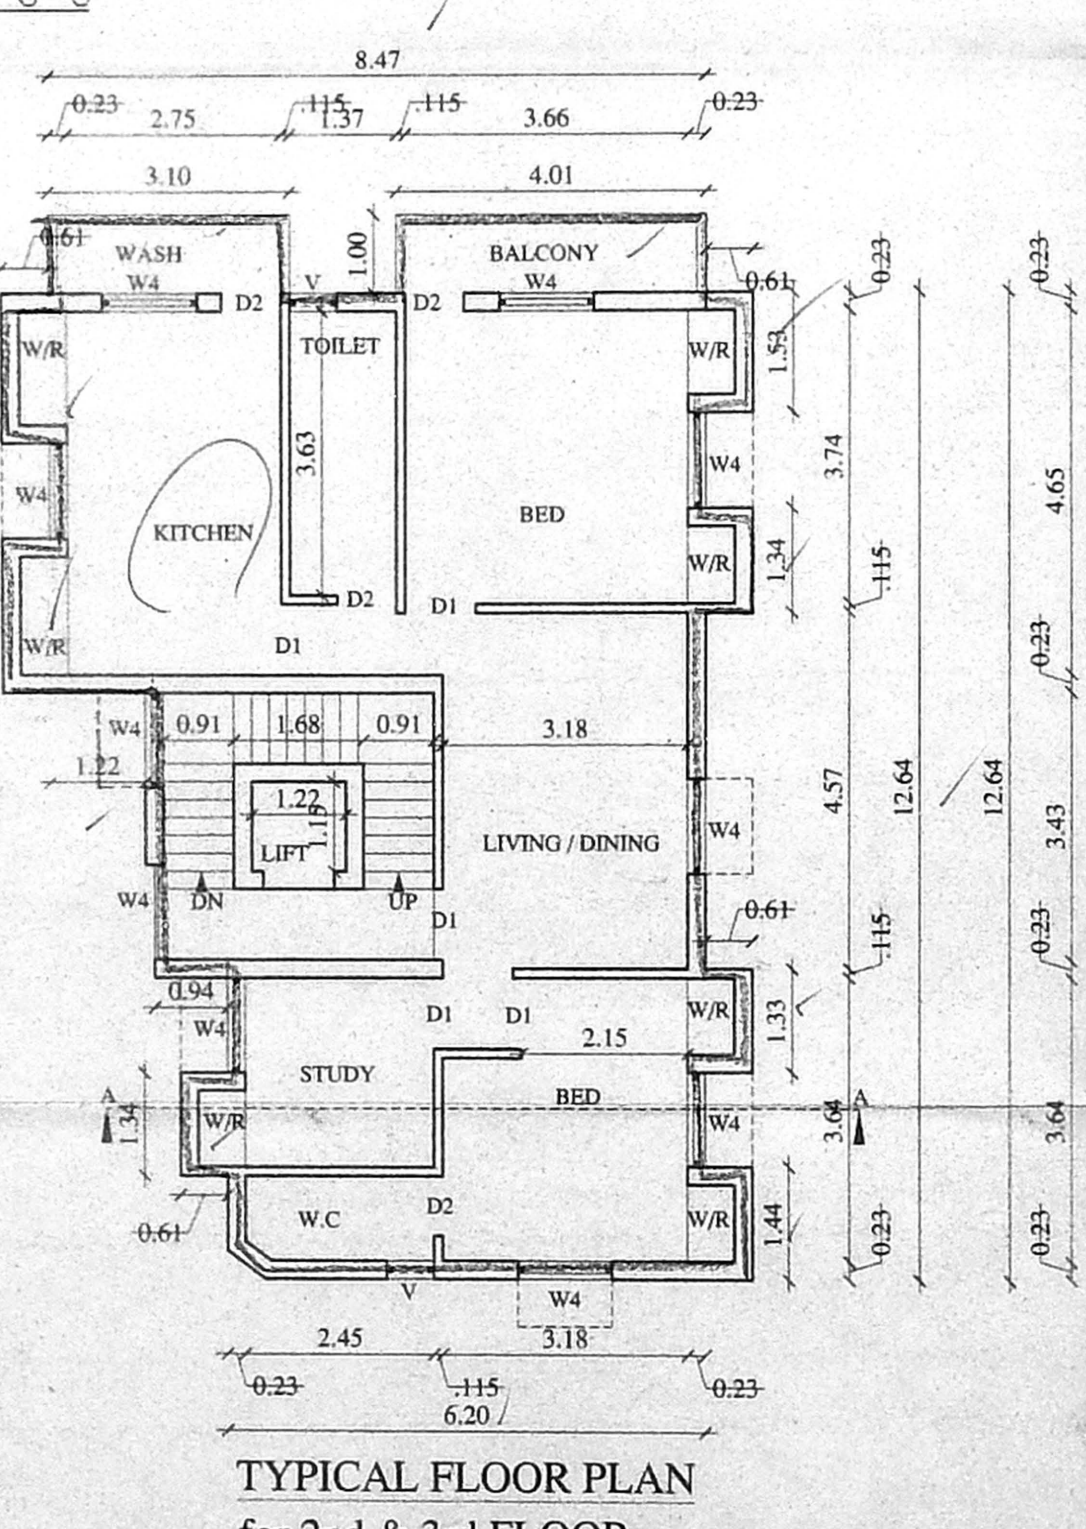 8.47
0.23 .115 .115 0.23
2.75 1.37 3.66
3.10 4.01
0.61 WASH 1.00 BALCONY 0.23 0.23
W4 V W4 0.61
D2 D2
W/R TOILET W/R 1.53
3.63 3.74
W4 W4 4.65
KITCHEN BED
W/R 1.34 .115
D2 D1
W/R D1 0.23
W4 0.91 1.68 0.91 3.18
1.22
1.22 4.57 12.64 12.64
1.15 W4 3.43
LIFT LIVING / DINING
W4 DN UP
D1 0.61 .115 0.23
0.94
W4 D1 D1 W/R 1.33
2.15
STUDY
A BED A
1.34 W/R W4 3.64 3.64
W.C D2 W/R 1.44
0.61 0.23 0.23
V W4
2.45 3.18
0.23 .115 0.23
6.20
TYPICAL FLOOR PLAN
for 2nd & 3rd FLOOR